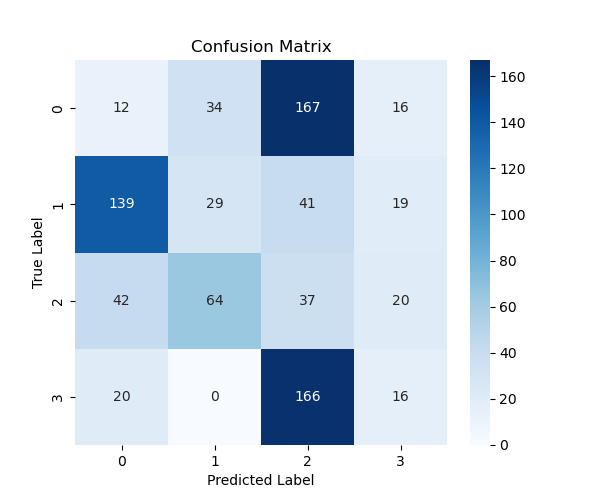 Confusion Matrix
0 12 34 167 16
1 139 29 41 19
2 42 64 37 20
3 20 0 166 16
0 1 2 3
True Label
Predicted Label
160
140
120
100
80
60
40
20
0